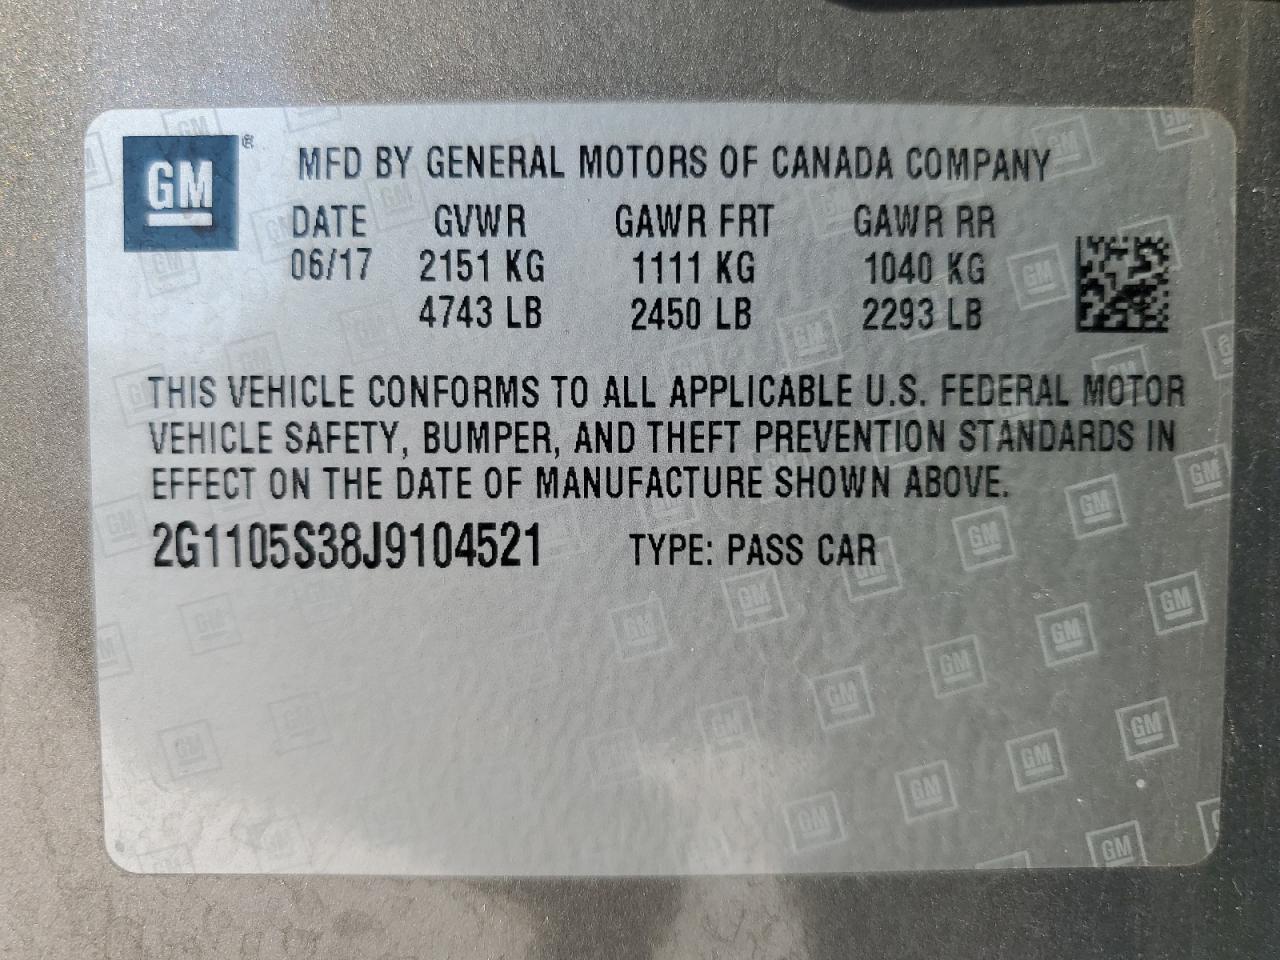 GM ® MFD BY GENERAL MOTORS OF CANADA COMPANY
DATE GVWR GAWR FRT GAWR RR
06/17 2151 KG 1111 KG 1040 KG
4743 LB 2450 LB 2293 LB
THIS VEHICLE CONFORMS TO ALL APPLICABLE U.S. FEDERAL MOTOR
VEHICLE SAFETY, BUMPER, AND THEFT PREVENTION STANDARDS IN
EFFECT ON THE DATE OF MANUFACTURE SHOWN ABOVE.
2G1105S38J9104521 TYPE: PASS CAR